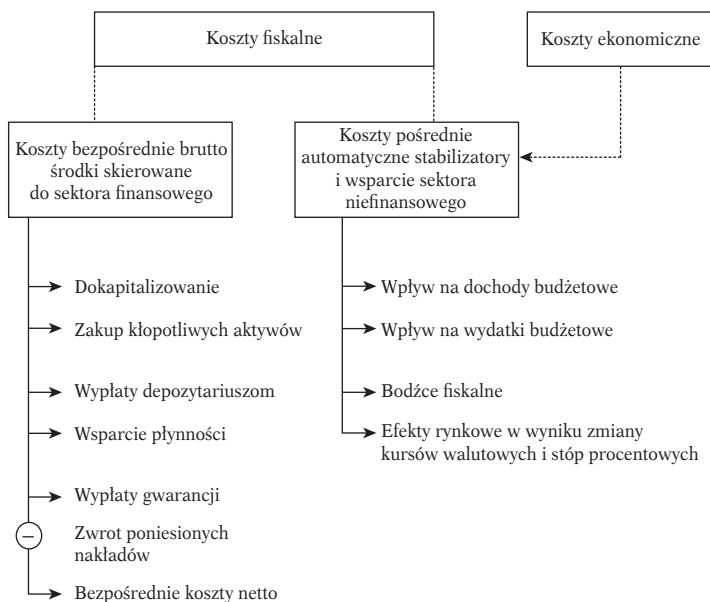 Koszty fiskalne
Koszty ekonomiczne
Koszty bezpośrednie brutto
środki skierowane
do sektora finansowego
Koszty pośrednie
automatyczne stabilizatory
i wsparcie sektora
niefinansowego
Dokapitalizowanie
Zakup kłopotliwych aktywów
Wypłaty depozytariuszom
Wsparcie płynności
Wypłaty gwarancji
−
Zwrot poniesionych
nakładów
Bezpośrednie koszty netto
Wpływ na dochody budżetowe
Wpływ na wydatki budżetowe
Bodźce fiskalne
Efekty rynkowe w wyniku zmiany
kursów walutowych i stóp procentowych